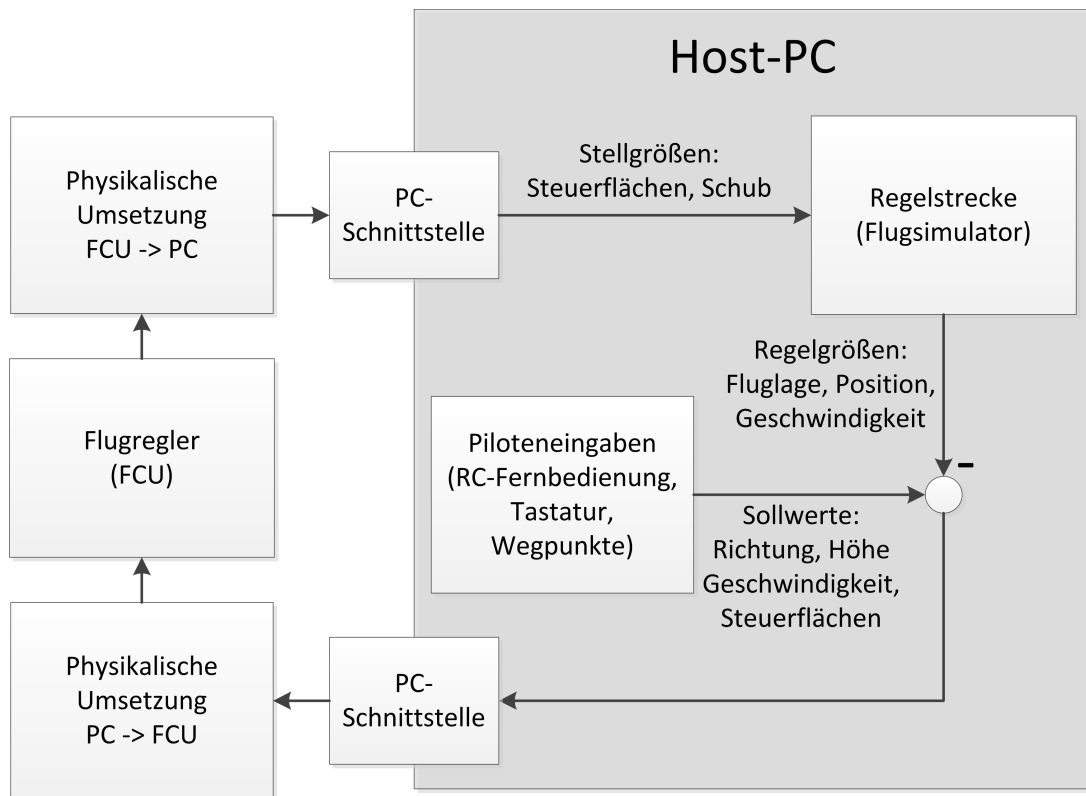 Host-PC
Physikalische
Umsetzung
FCU -> PC
PC-
Schnittstelle
Stellgrößen:
Steuerflächen, Schub
Regelstrecke
(Flugsimulator)
Regelgrößen:
Fluglage, Position,
Geschwindigkeit
-
Flugregler
(FCU)
Piloteneingaben
(RC-Fernbedienung,
Tastatur,
Wegpunkte)
Sollwerte:
Richtung, Höhe
Geschwindigkeit,
Steuerflächen
Physikalische
Umsetzung
PC -> FCU
PC-
Schnittstelle